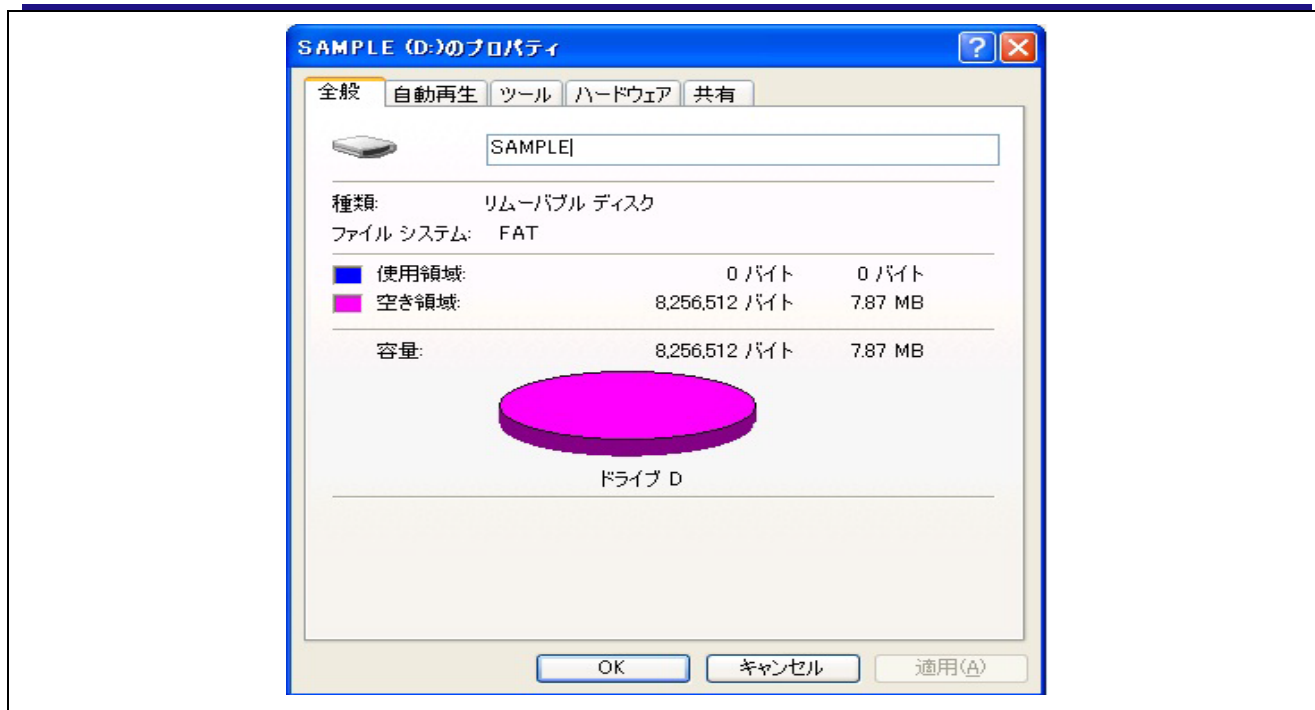 SAMPLE (D:)のプロパティ
全般 自動再生 ツール ハードウェア 共有
SAMPLE
種類: リムーバブル ディスク
ファイル システム: FAT
使用領域: 0 バイト 0 バイト
空き領域: 8,256,512 バイト 7.87 MB
容量: 8,256,512 バイト 7.87 MB
ドライブ D
OK キャンセル 適用(A)